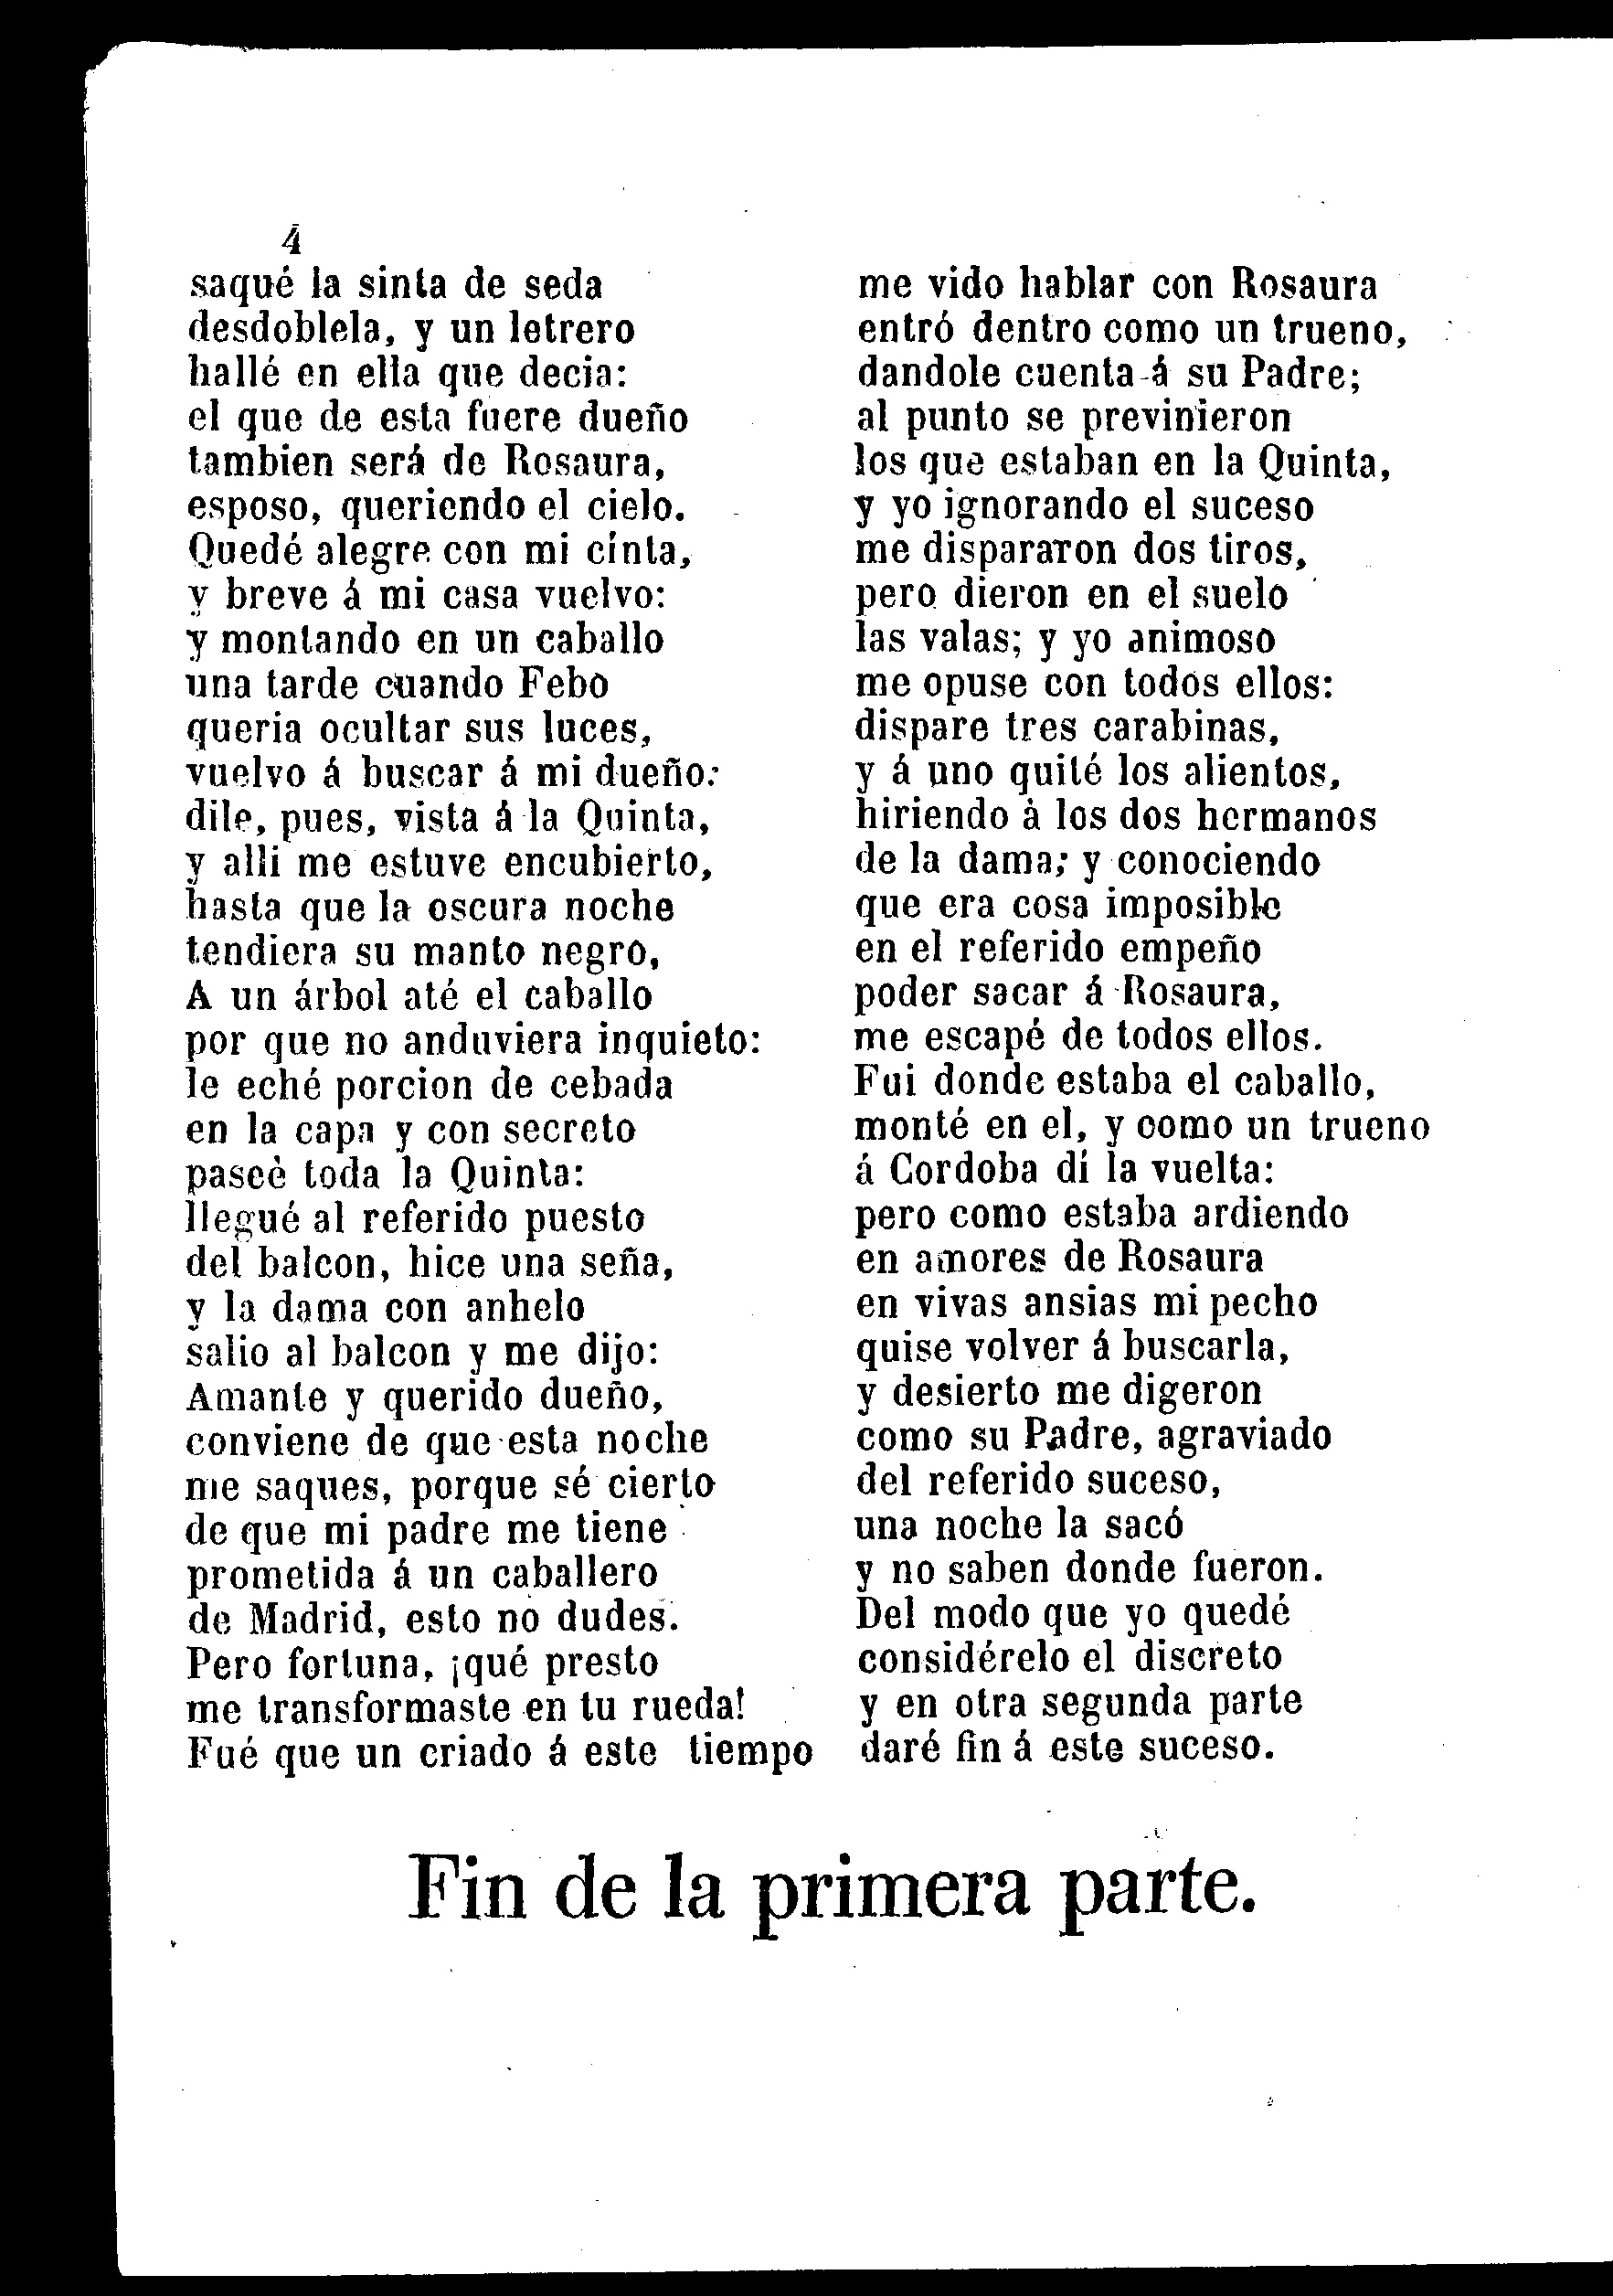 4
saqué la sinta de seda
desdoblela, y un letrero
hallé en ella que decia:
el que de esta fuere dueño
tambien será de Rosaura,
esposo, queriendo el cielo.
Quedé alegre con mi cinta,
y breve á mi casa vuelvo:
y montando en un caballo
una tarde cuando Febo
queria ocultar sus luces,
vuelvo á buscar á mi dueño:
dile, pues, vista á la Quinta,
y alli me estuve encubierto,
hasta que la oscura noche
tendiera su manto negro,
A un árbol até el caballo
por que no anduviera inquieto:
le eché porcion de cebada
en la capa y con secreto
paseè toda la Quinta:
llegué al referido puesto
del balcon, hice una seña,
y la dama con anhelo
salio al balcon y me dijo:
Amante y querido dueño,
conviene de que esta noche
me saques, porque sé cierto
de que mi padre me tiene
prometida á un caballero
de Madrid, esto no dudes.
Pero fortuna, ¡qué presto
me transformaste en tu rueda!
Fué que un criado á este tiempo
me vido hablar con Rosaura
entró dentro como un trueno,
dandole cuenta á su Padre;
al punto se previnieron
los que estaban en la Quinta,
y yo ignorando el suceso
me dispararon dos tiros,
pero dieron en el suelo
las valas; y yo animoso
me opuse con todos ellos:
dispare tres carabinas,
y á uno quité los alientos,
hiriendo à los dos hermanos
de la dama; y conociendo
que era cosa imposible
en el referido empeño
poder sacar á Rosaura,
me escapé de todos ellos.
Fui donde estaba el caballo,
monté en el, y como un trueno
á Cordoba dí la vuelta:
pero como estaba ardiendo
en amores de Rosaura
en vivas ansias mi pecho
quise volver á buscarla,
y desierto me digeron
como su Padre, agraviado
del referido suceso,
una noche la sacó
y no saben donde fueron.
Del modo que yo quedé
considérelo el discreto
y en otra segunda parte
daré fin á este suceso.
Fin de la primera parte.